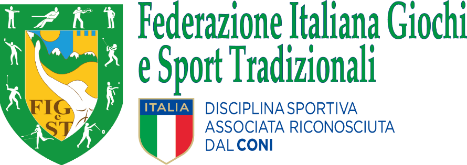 Federazione Italiana Giochi
e Sport Tradizionali
FIG
e
ST
ITALIA
DISCIPLINA SPORTIVA
ASSOCIATA RICONOSCIUTA
DAL CONI